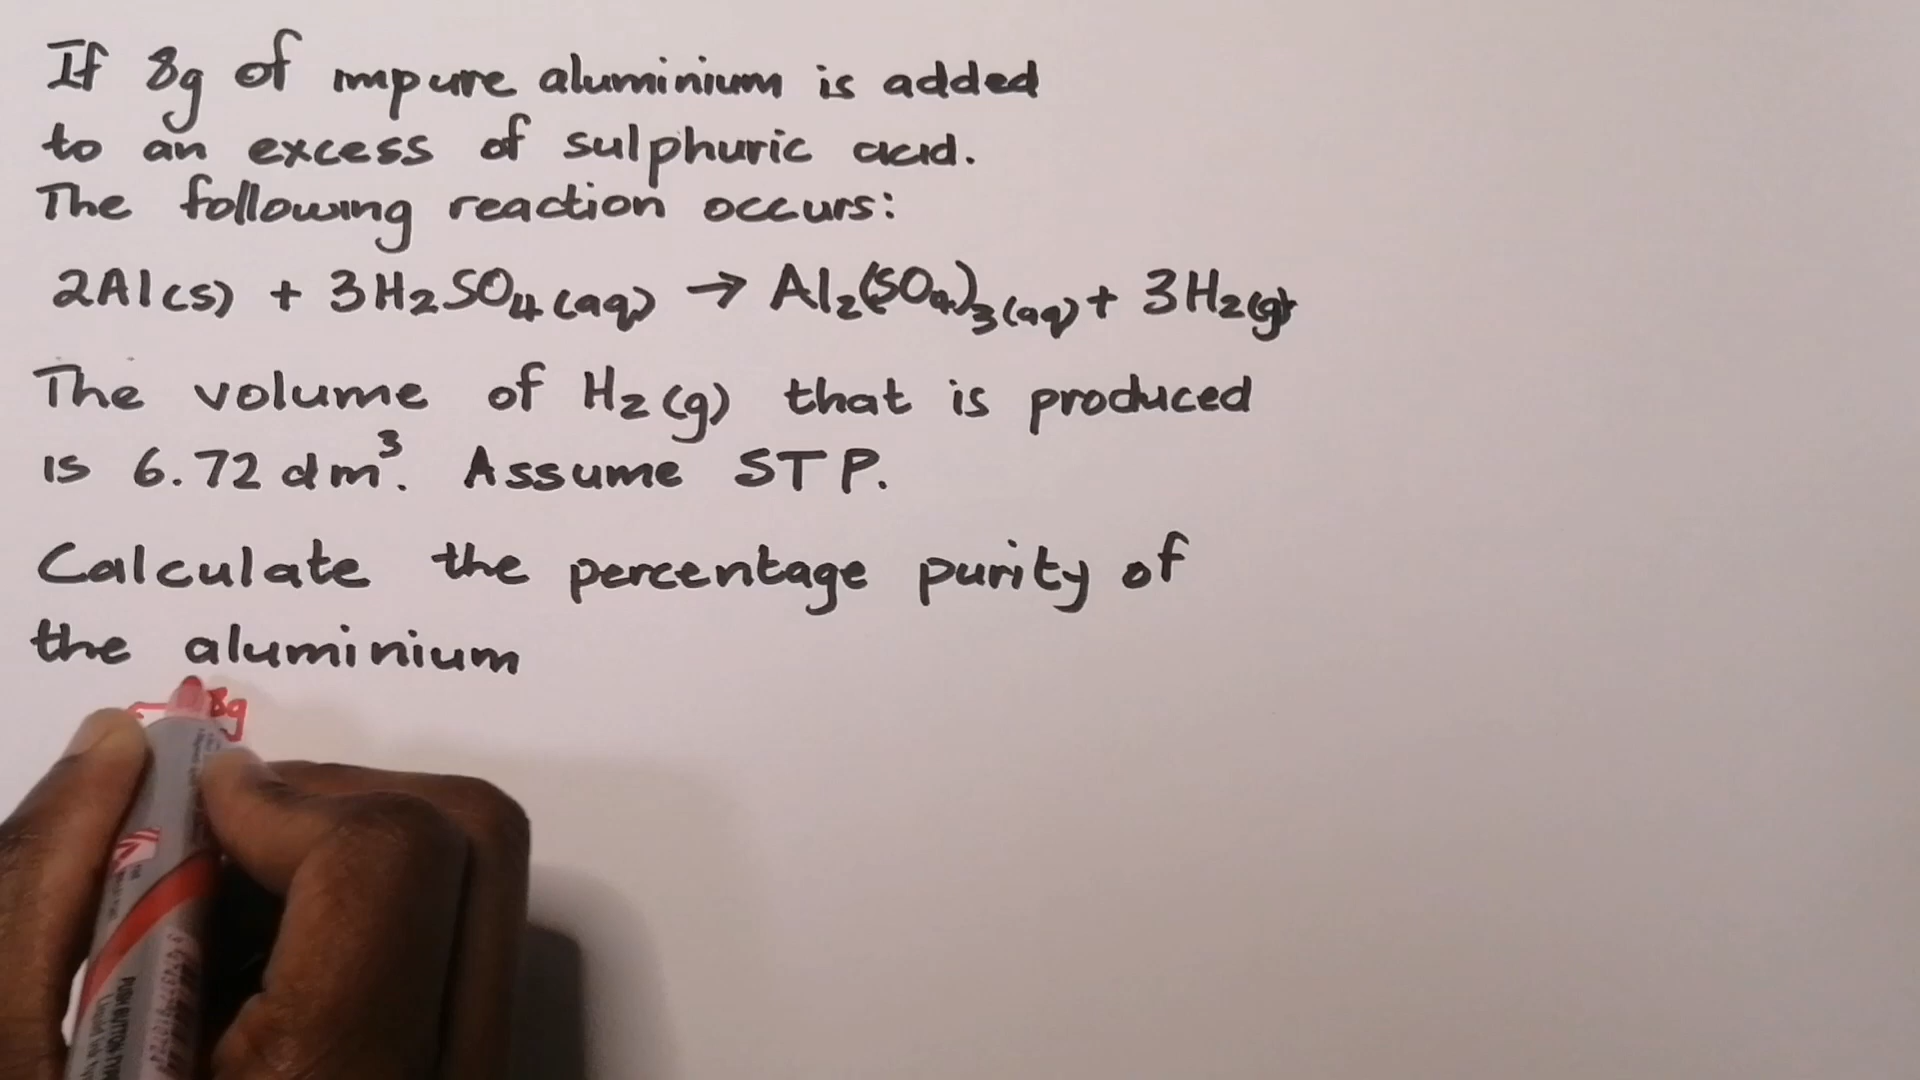 If 8g of impure aluminium is added
to an excess of sulphuric acid.
The following reaction occurs:
2Al(s) + 3H₂SO₄(aq) → Al₂(SO₄)₃(aq) + 3H₂(g)
The volume of H₂(g) that is produced
is 6.72 dm³. Assume STP.
Calculate the percentage purity of
the aluminium
8g
PUSH BUTTON